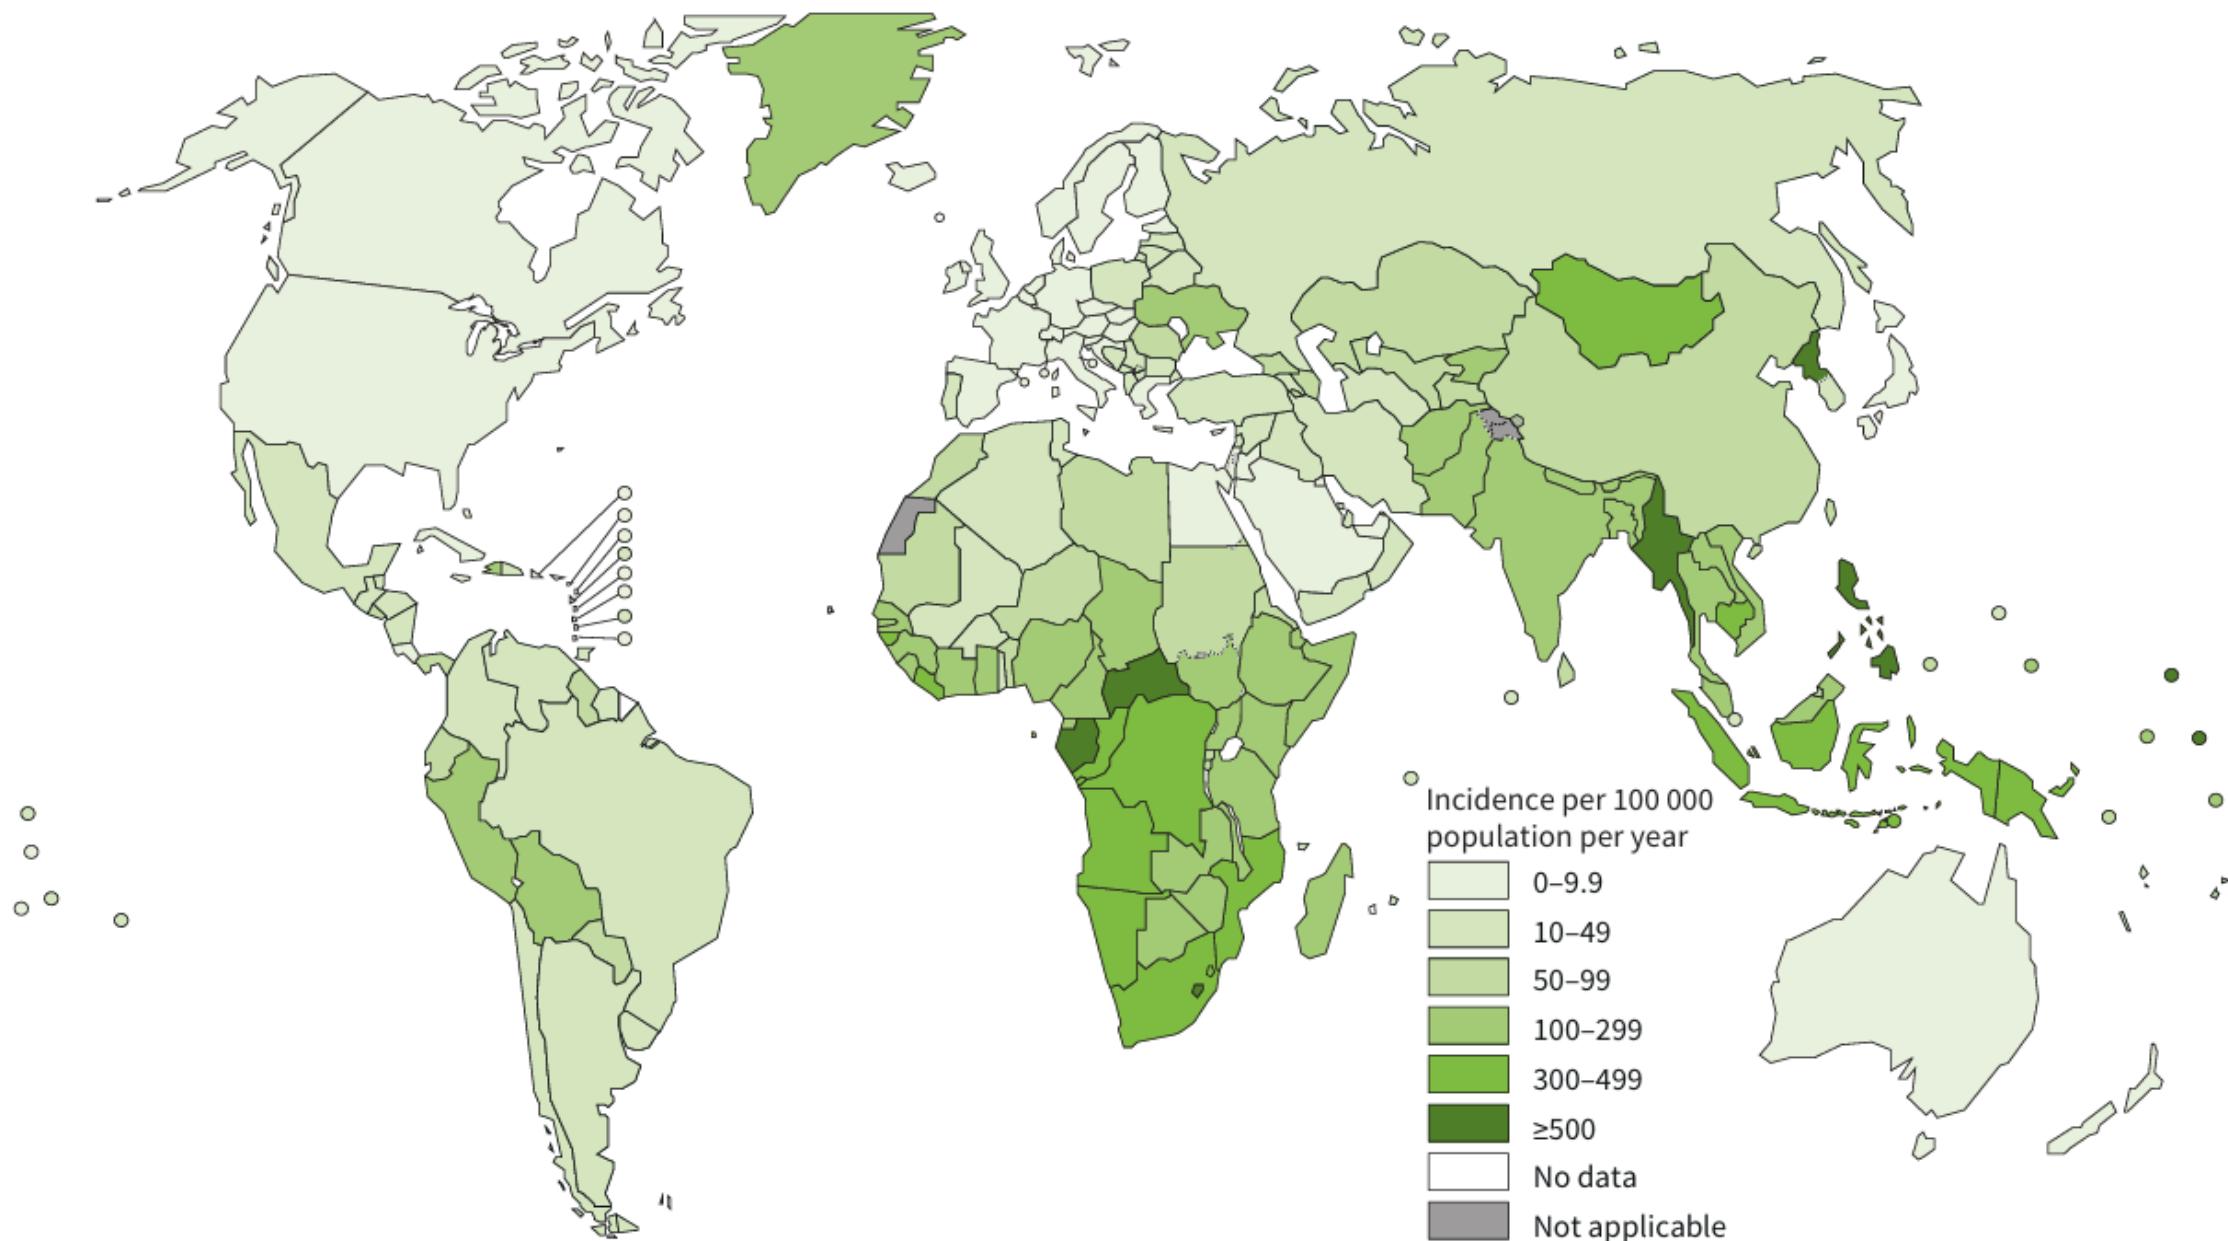 Incidence per 100 000
population per year
0–9.9
10–49
50–99
100–299
300–499
≥500
No data
Not applicable